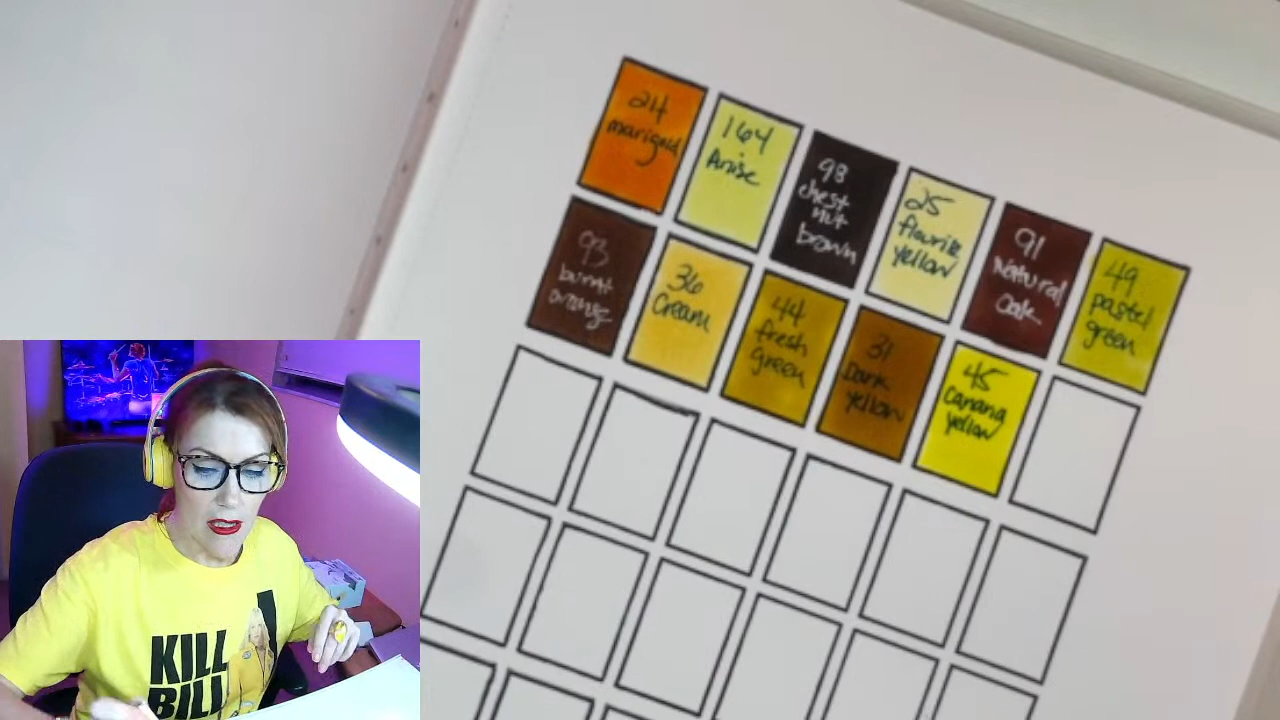 24
marigold
164
Anise
98
chest
nut
brown
25
flourite
yellow
91
Natural
Oak
49
pastel
green
93
burnt
orange
36
Cream
44
fresh
green
31
Dark
yellow
45
Canary
yellow
KILL
BILL